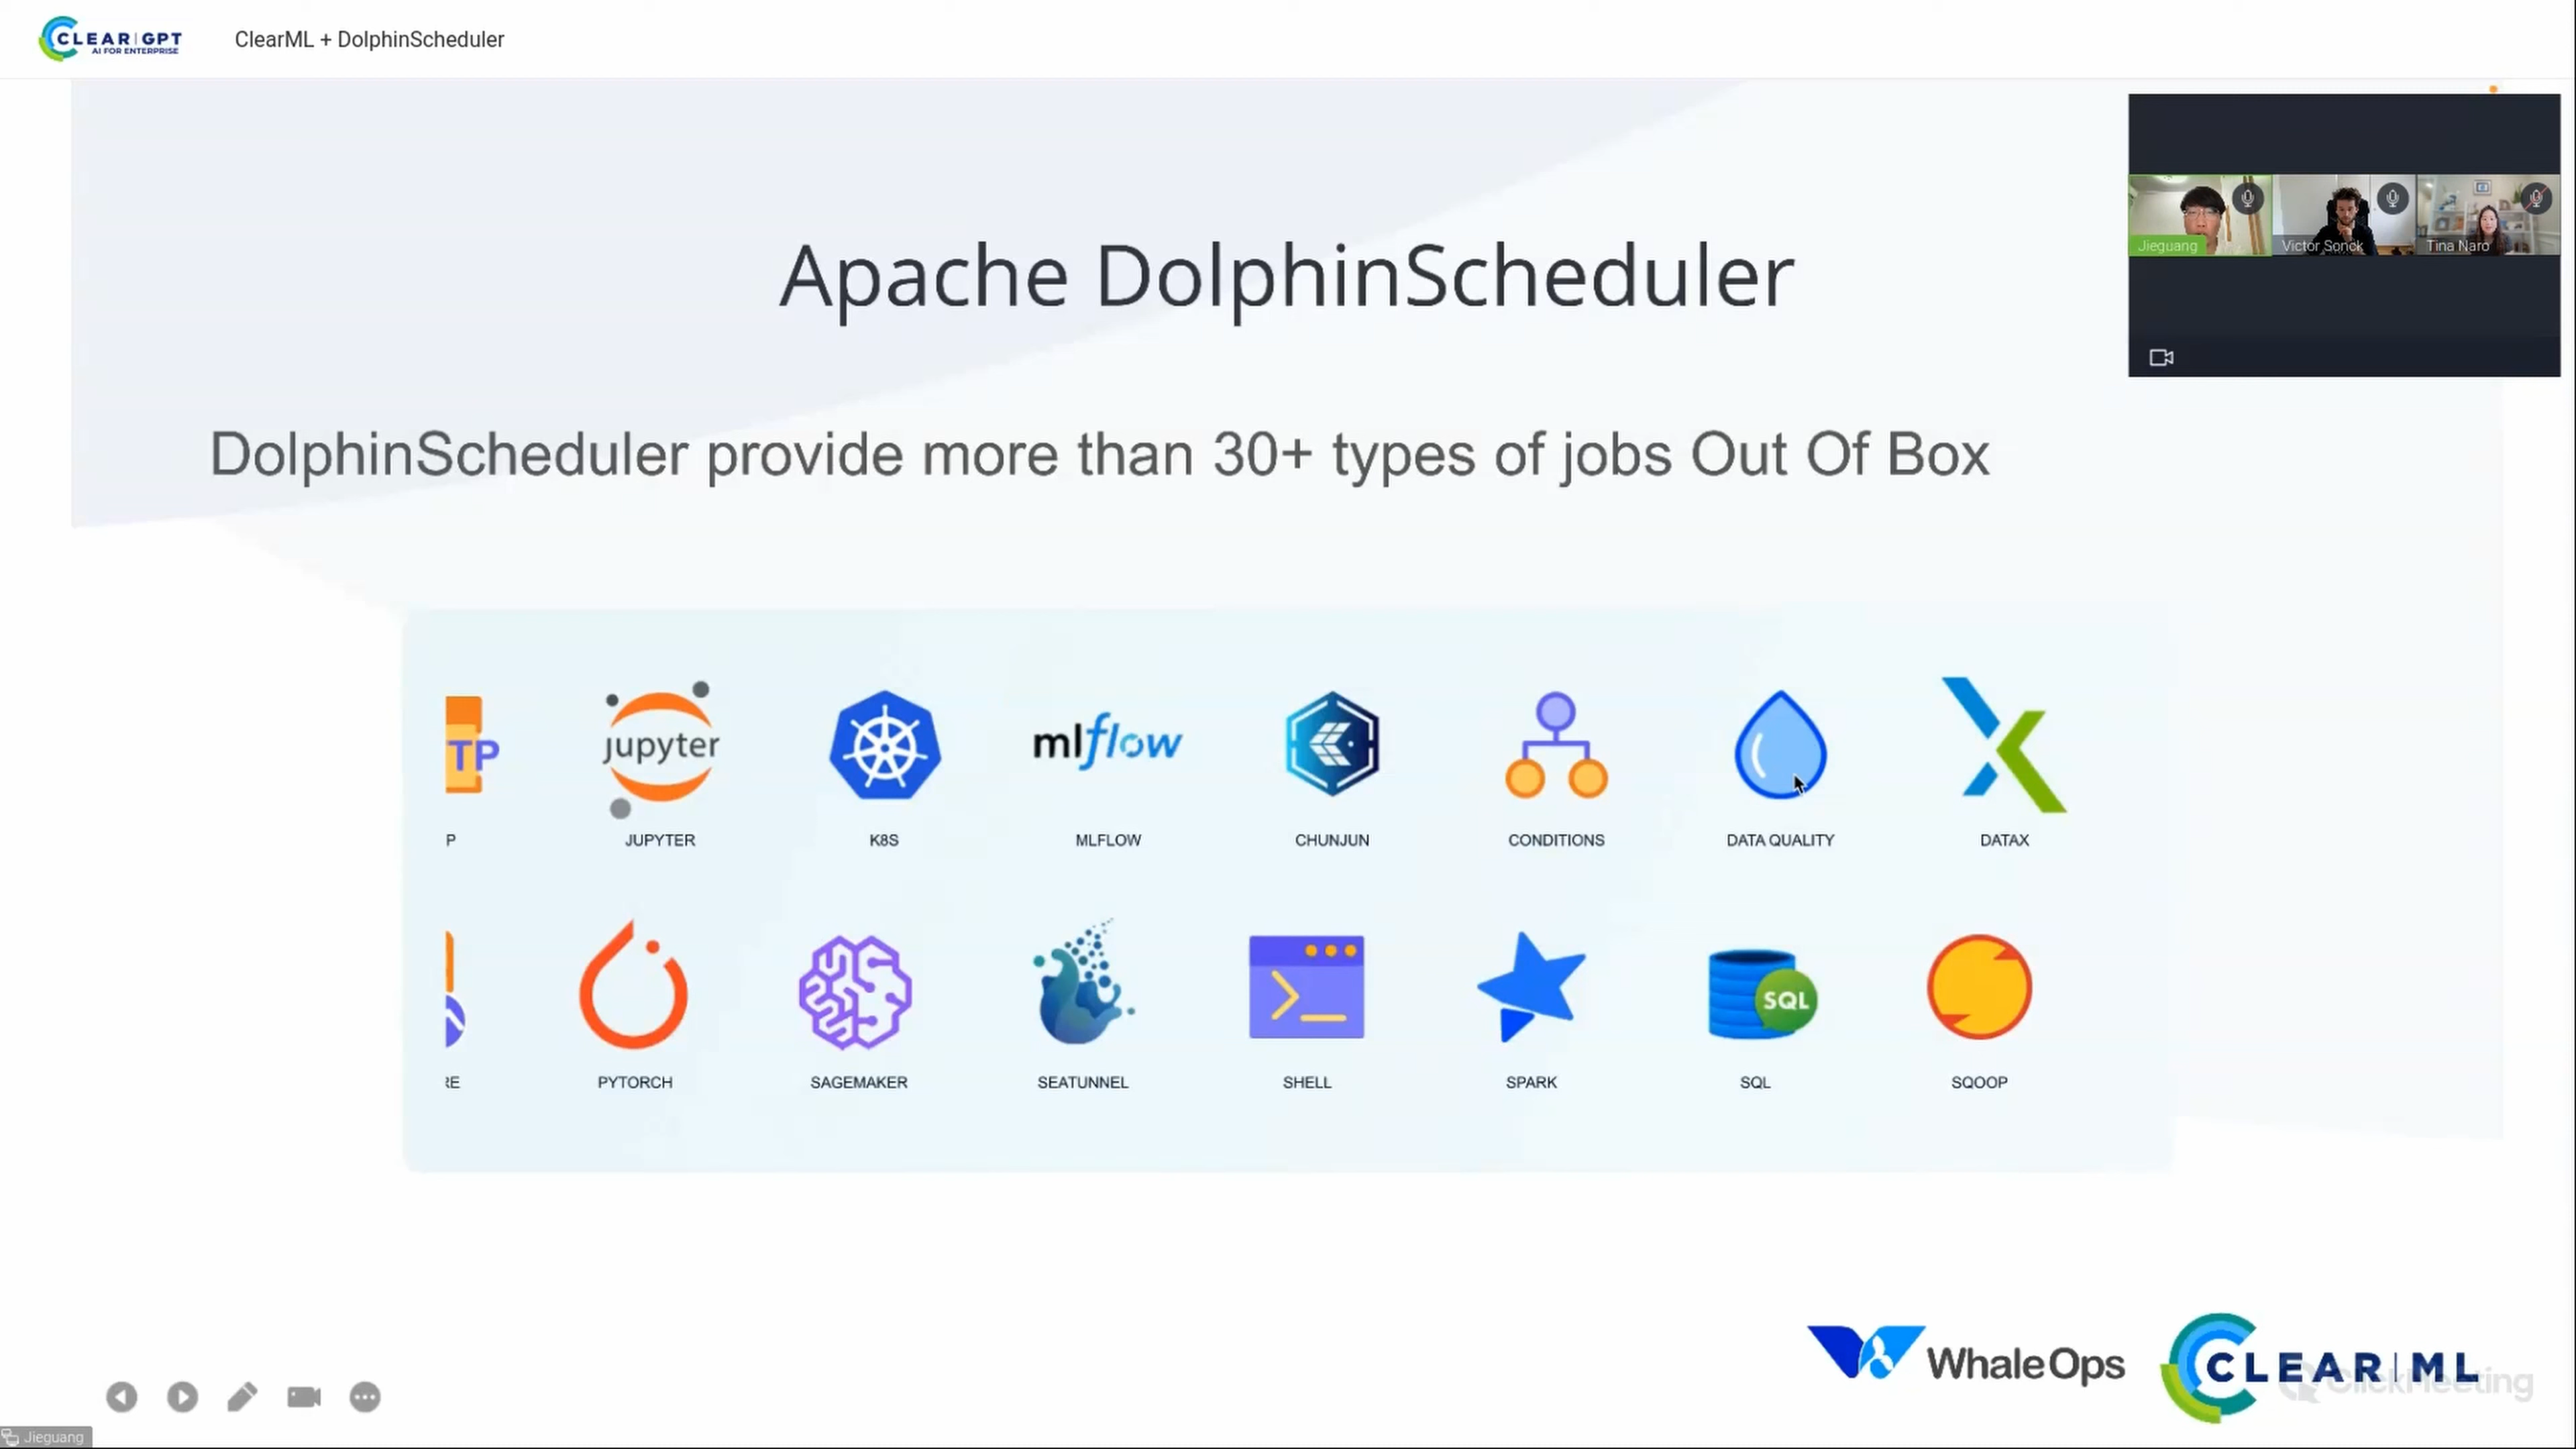 CLEAR|GPT
AI FOR ENTERPRISE
ClearML + DolphinScheduler
Jieguang
Victor Sonck
Tina Naro
Apache DolphinScheduler
DolphinScheduler provide more than 30+ types of jobs Out Of Box
TP
jupyter
mlflow
P
JUPYTER
K8S
MLFLOW
CHUNJUN
CONDITIONS
DATA QUALITY
DATAX
SQL
RE
PYTORCH
SAGEMAKER
SEATUNNEL
SHELL
SPARK
SQL
SQOOP
WhaleOps
CLEAR|ML
ClickMeeting
Jieguang